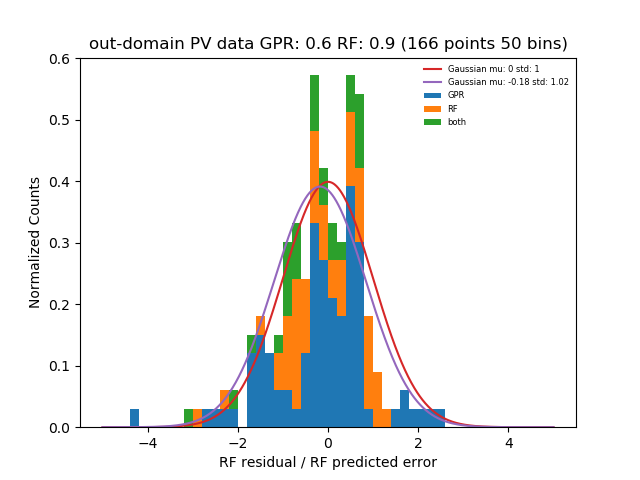 out-domain PV data GPR: 0.6 RF: 0.9 (166 points 50 bins)
Gaussian mu: 0 std: 1
Gaussian mu: -0.18 std: 1.02
GPR
RF
both
Normalized Counts
0.6
0.5
0.4
0.3
0.2
0.1
0.0
−4 −2 0 2 4
RF residual / RF predicted error